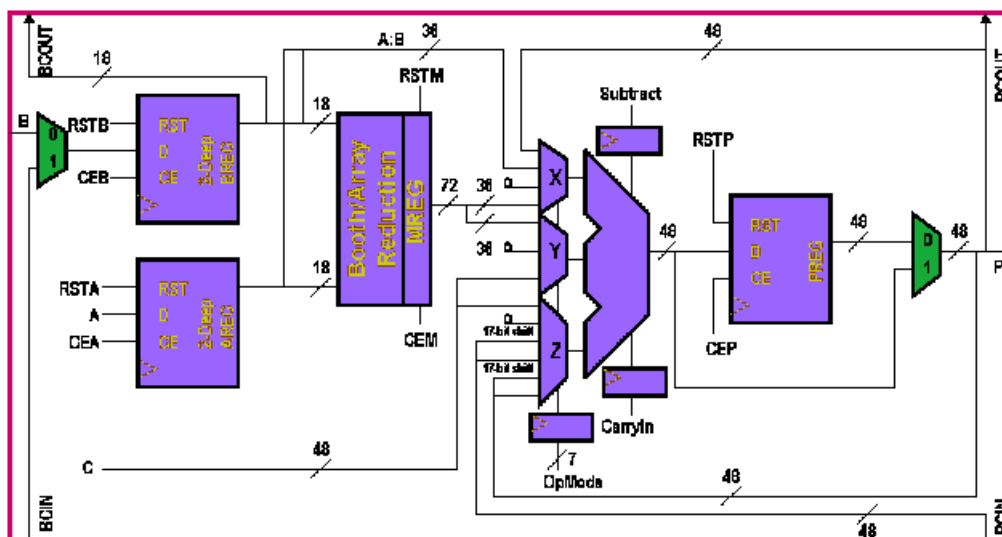 BCOUT
18
A:B
36
48
PCOUT
B
0
1
RSTB
CEB
RST
D
CE
2-Deep
BREG
18
RSTM
Booth/Array
Reduction
MREG
72
36
36
0
X
0
Y
Subtract
RSTP
48
RST
D
CE
PREG
48
0
1
48
P
RSTA
A
CEA
RST
D
CE
2-Deep
AREG
18
CEM
0
17-bit shift
17-bit shift
Z
CEP
CarryIn
C
48
7
OpMode
48
48
BCIN